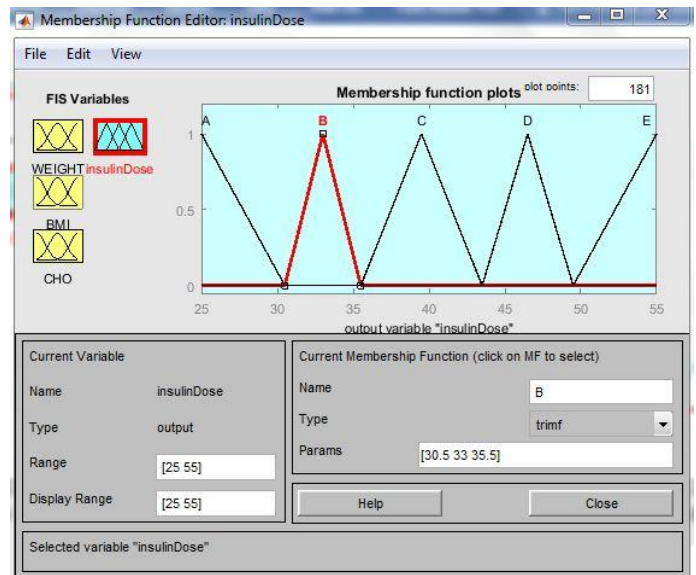 Membership Function Editor: insulinDose
File Edit View
FIS Variables
WEIGHT insulinDose
BMI
CHO
Membership function plots plot points: 181
A B C D E
1
0.5
0
25 30 35 40 45 50 55
output variable "insulinDose"
Current Variable
Name insulinDose
Type output
Range [25 55]
Display Range [25 55]
Current Membership Function (click on MF to select)
Name B
Type trimf
Params [30.5 33 35.5]
Help Close
Selected variable "insulinDose"